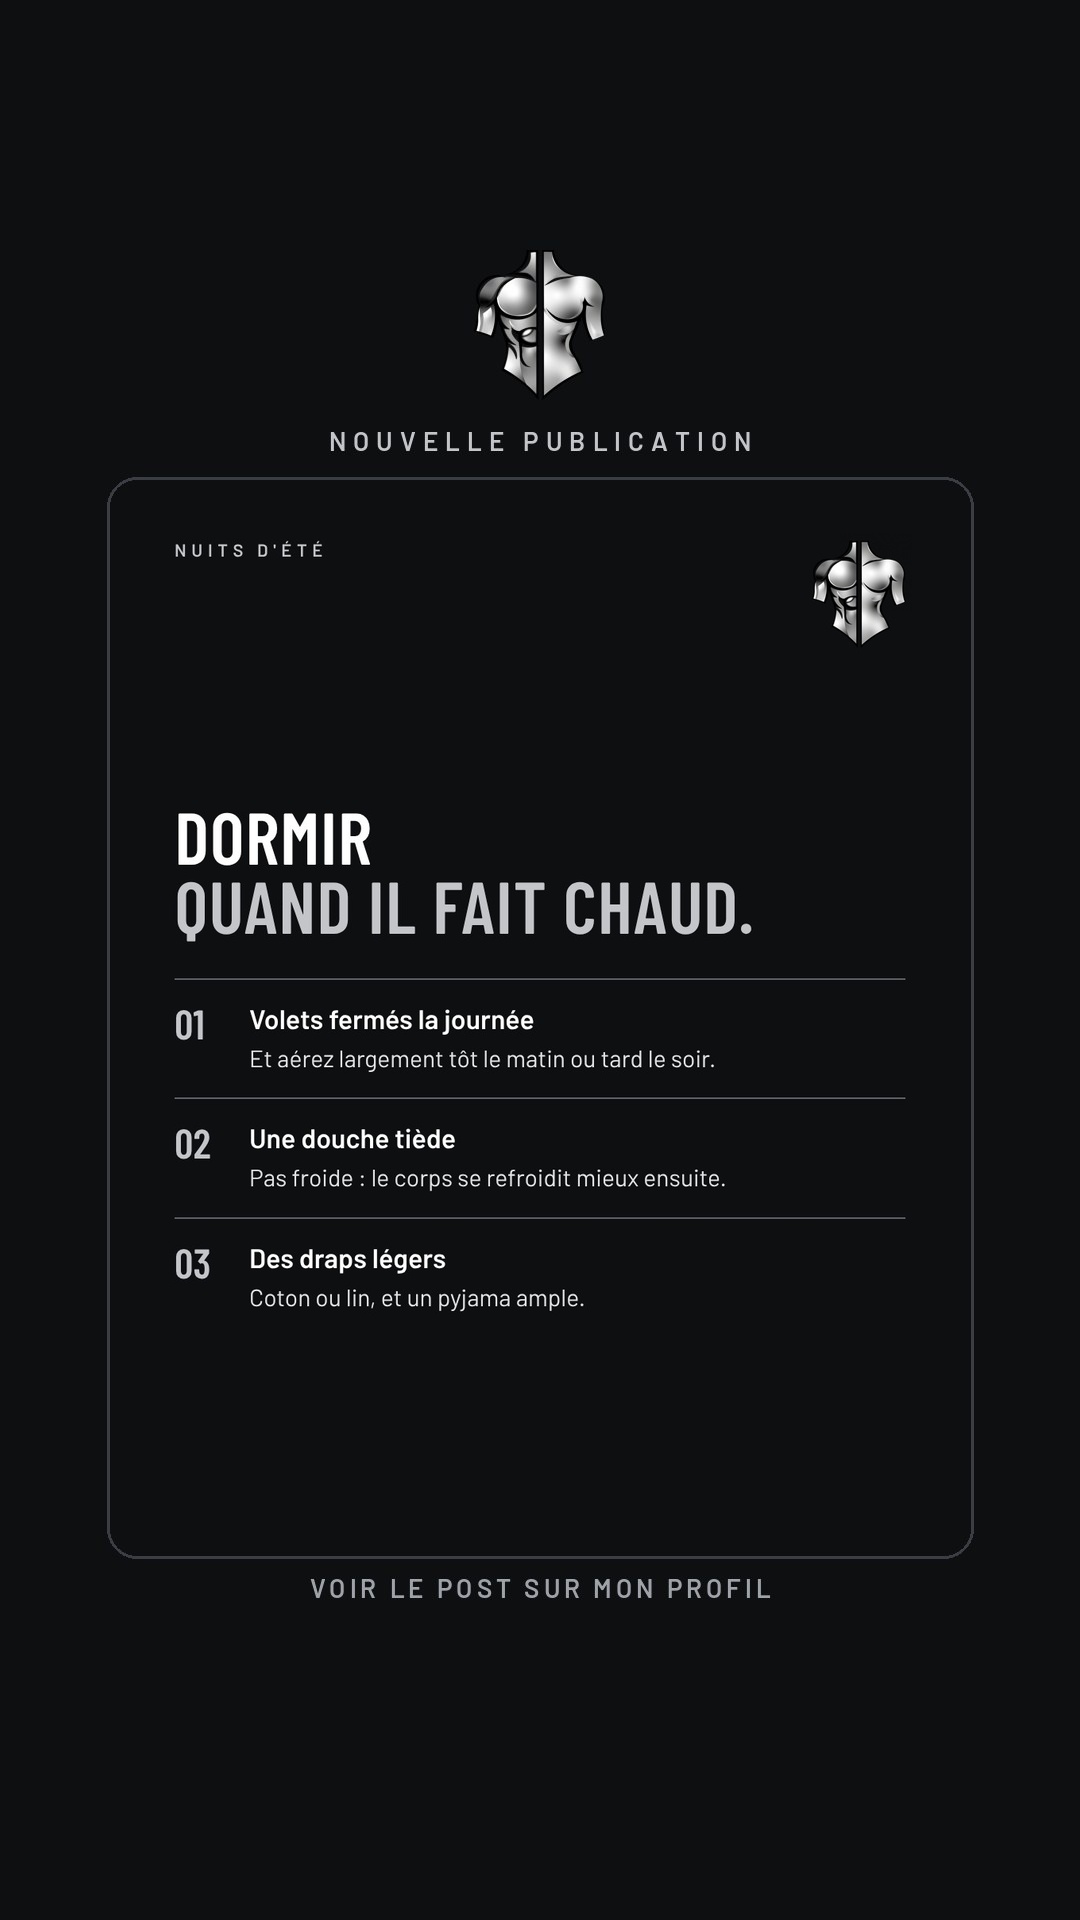 NOUVELLE PUBLICATION
NUITS D'ÉTÉ
DORMIR
QUAND IL FAIT CHAUD.
01
Volets fermés la journée
Et aérez largement tôt le matin ou tard le soir.
02
Une douche tiède
Pas froide : le corps se refroidit mieux ensuite.
03
Des draps légers
Coton ou lin, et un pyjama ample.
VOIR LE POST SUR MON PROFIL